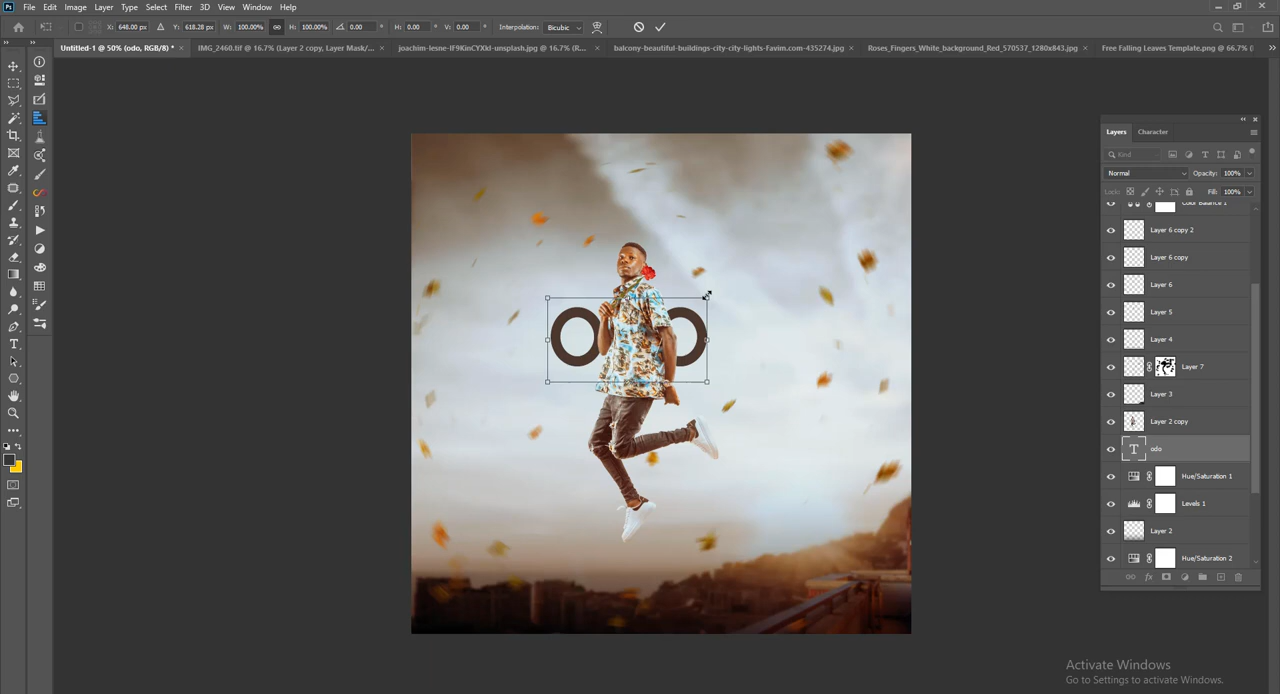 Ps File Edit Image Layer Type Select Filter 3D View Window Help
X: 648.00 px Y: 618.28 px W: 100.00% H: 100.00% 0.00 ° H: 0.00 ° V: 0.00 ° Interpolation: Bicubic
Untitled-1 @ 50% (odo, RGB/8) * × IMG_2460.tif @ 16.7% (Layer 2 copy, Layer Mask/... × joachim-lesne-IF9KinCYXkI-unsplash.jpg @ 16.7% (R... × balcony-beautiful-buildings-city-city-lights-Favim.com-435274.jpg × Roses_Fingers_White_background_Red_570537_1280x843.jpg × Free Falling Leaves Template.png @ 66.7% (
Layers Character
Kind
Normal Opacity: 100%
Lock: Fill: 100%
Color Balance 1
Layer 6 copy 2
Layer 6 copy
Layer 6
Layer 5
Layer 4
Layer 7
Layer 3
Layer 2 copy
T odo
Hue/Saturation 1
Levels 1
Layer 2
Hue/Saturation 2
fx
Activate Windows
Go to Settings to activate Windows.